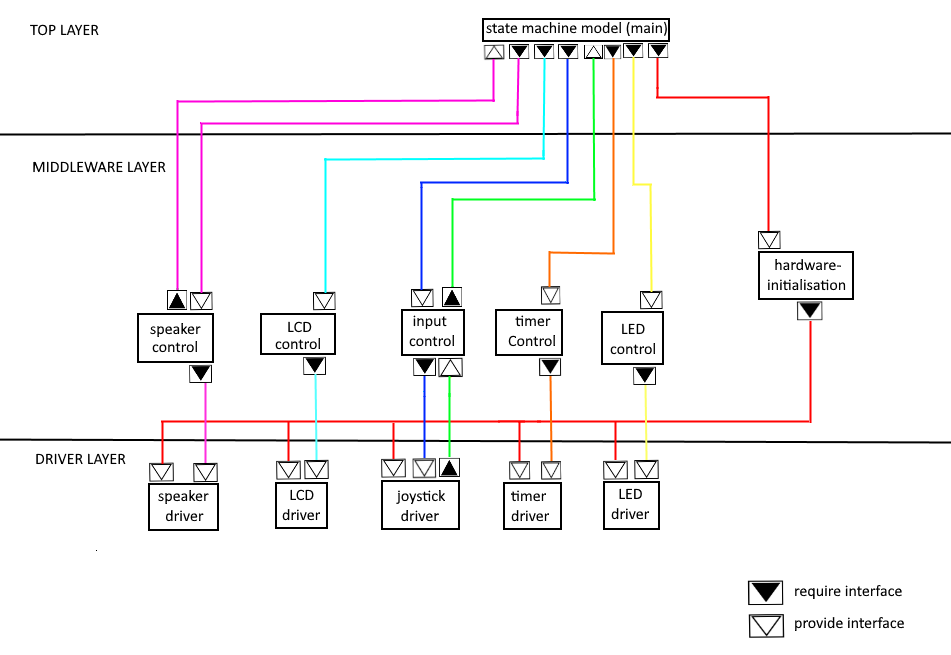 TOP LAYER
state machine model (main)
MIDDLEWARE LAYER
hardware-
initialisation
speaker
control
LCD
control
input
control
timer
Control
LED
control
DRIVER LAYER
speaker
driver
LCD
driver
joystick
driver
timer
driver
LED
driver
require interface
provide interface